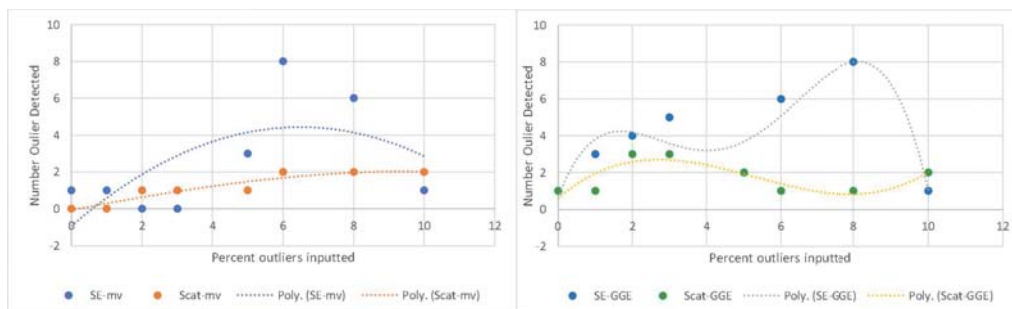 10
8
6
4
2
0
-2
Number Oulier Detected
0 2 4 6 8 10 12
Percent outliers inputted
SE-mv Scat-mv Poly. (SE-mv) Poly. (Scat-mv)
10
8
6
4
2
0
-2
Number Oulier Detected
0 2 4 6 8 10 12
Percent outliers inputted
SE-GGE Scat-GGE Poly. (SE-GGE) Poly. (Scat-GGE)